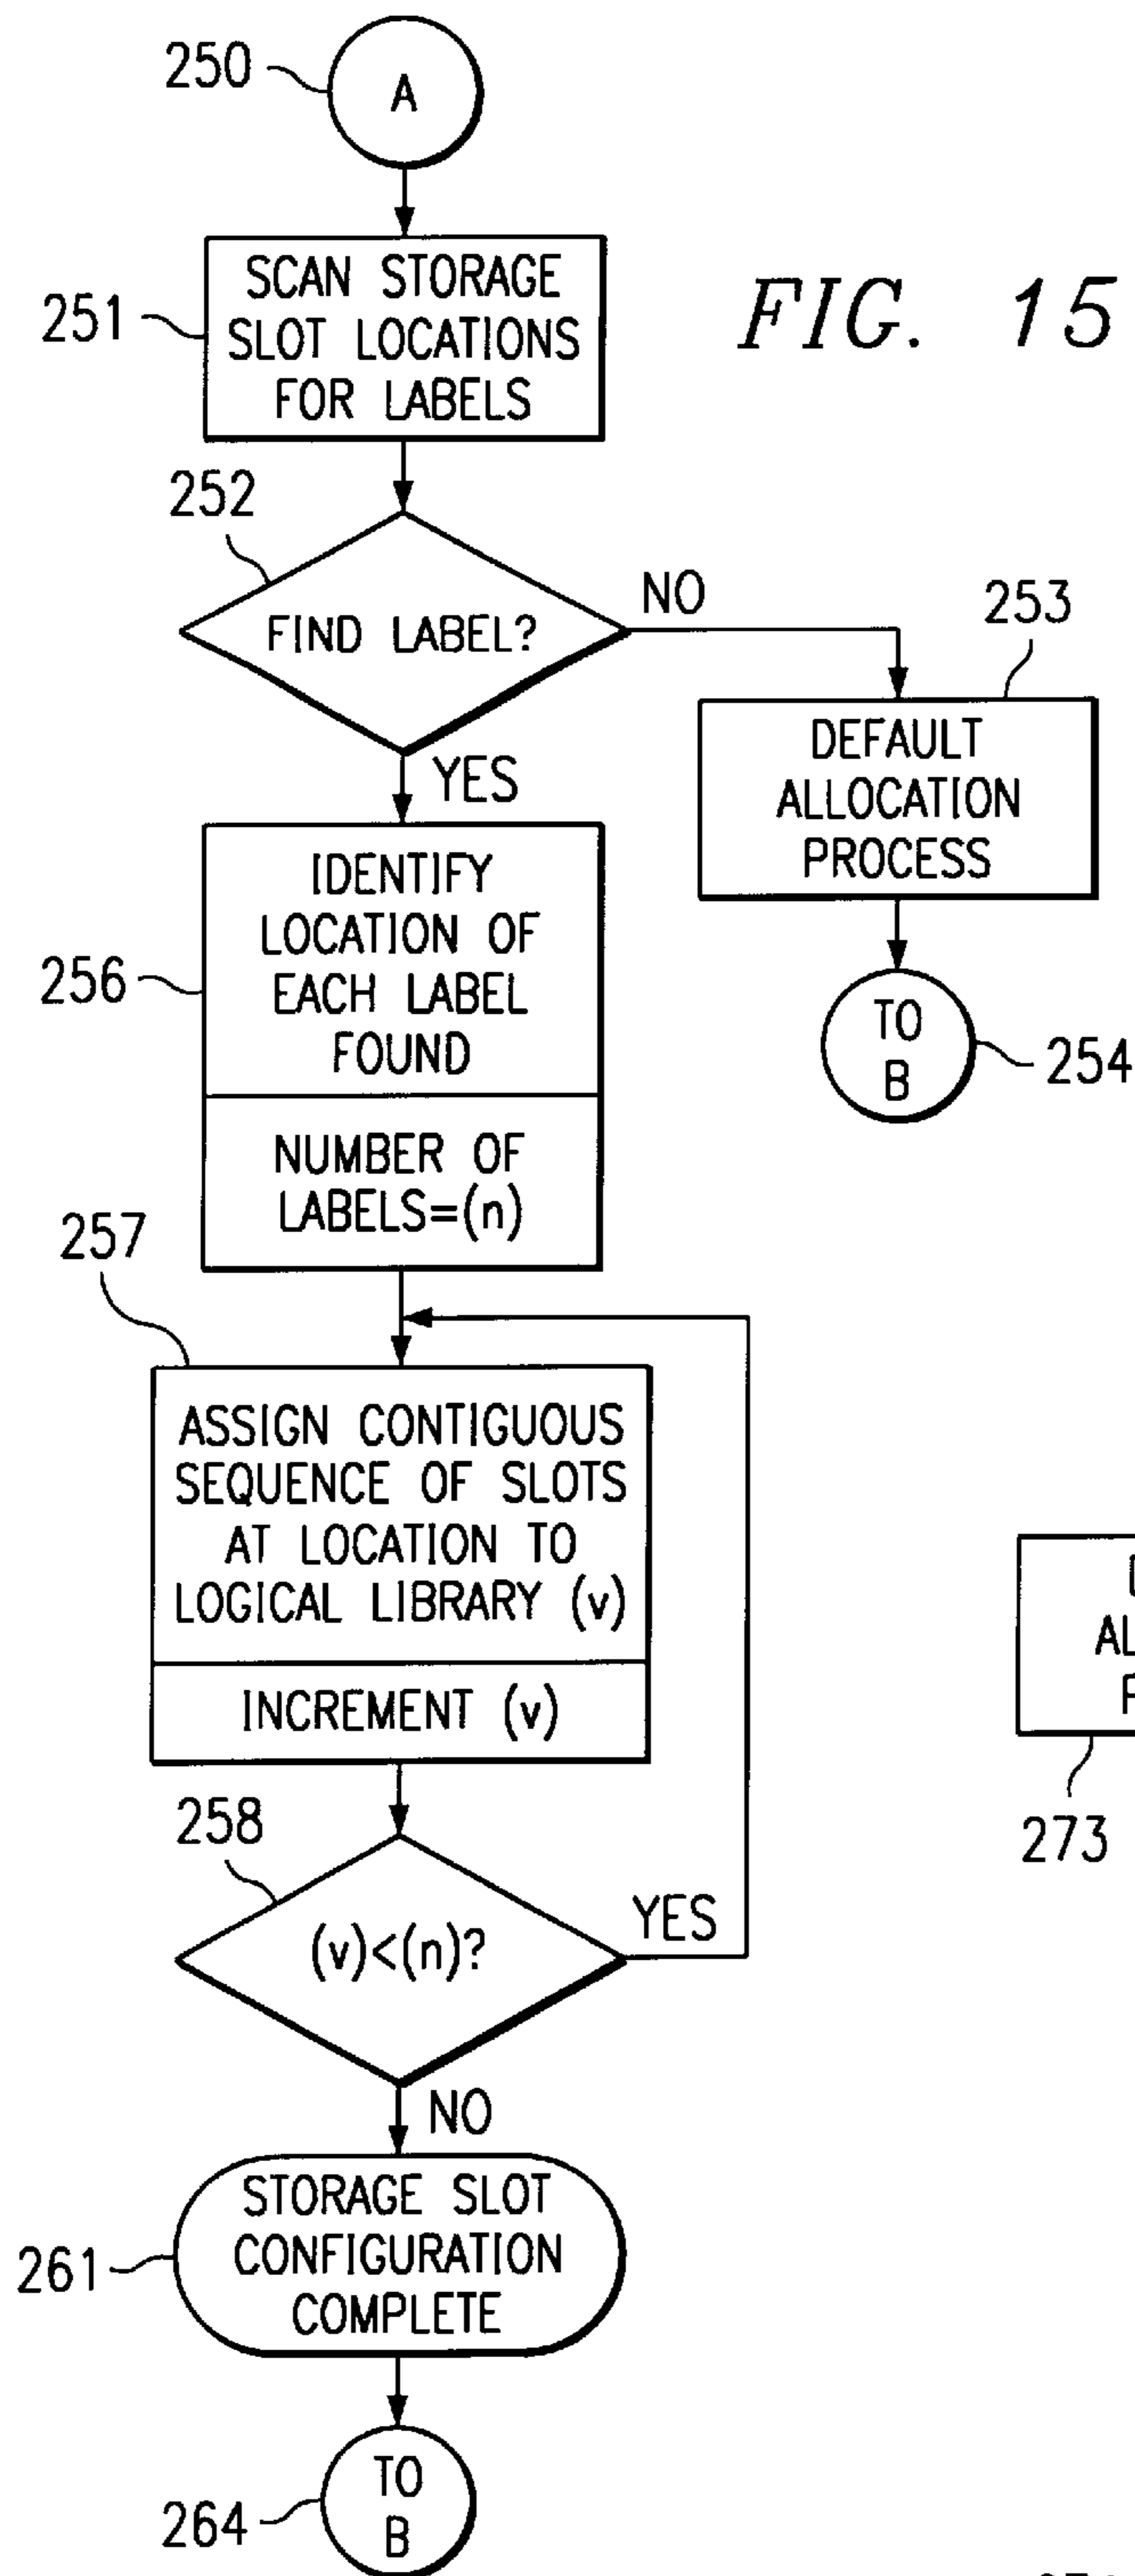 250
A
251
SCAN STORAGE
SLOT LOCATIONS
FOR LABELS
FIG. 15
252
FIND LABEL?
NO
253
DEFAULT
ALLOCATION
PROCESS
YES
TO
B
254
256
IDENTIFY
LOCATION OF
EACH LABEL
FOUND
NUMBER OF
LABELS=(n)
257
ASSIGN CONTIGUOUS
SEQUENCE OF SLOTS
AT LOCATION TO
LOGICAL LIBRARY (v)
INCREMENT (v)
AL
273
258
(v)<(n)?
YES
NO
261
STORAGE SLOT
CONFIGURATION
COMPLETE
264
TO
B